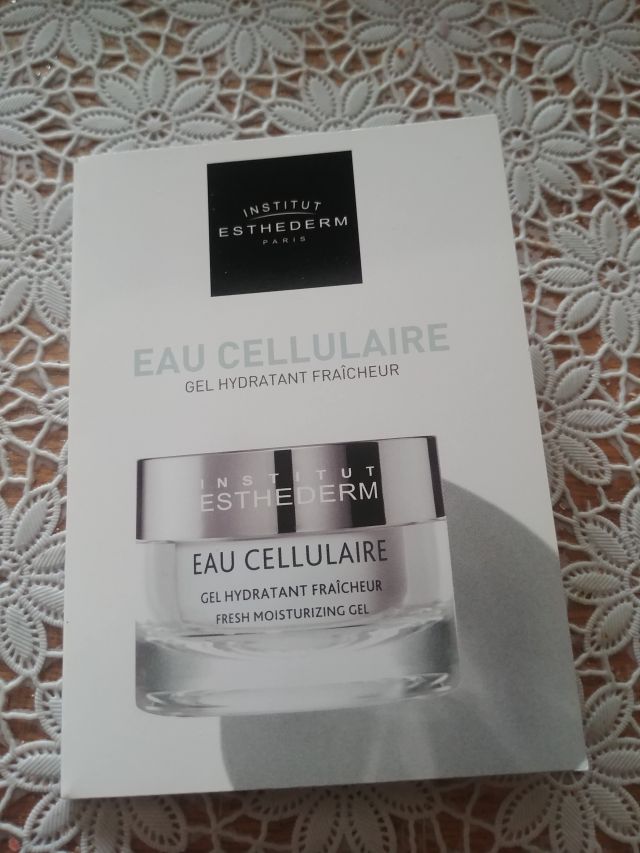 INSTITUT
ESTHEDERM
PARIS
EAU CELLULAIRE
GEL HYDRATANT FRAÎCHEUR
INSTITUT
ESTHEDERM
EAU CELLULAIRE
GEL HYDRATANT FRAÎCHEUR
FRESH MOISTURIZING GEL